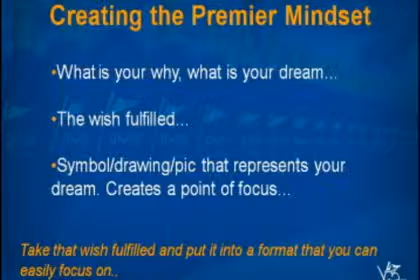 Creating the Premier Mindset
•What is your why, what is your dream...
•The wish fulfilled...
•Symbol/drawing/pic that represents your
dream. Creates a point of focus...
Take that wish fulfilled and put it into a format that you can
easily focus on..